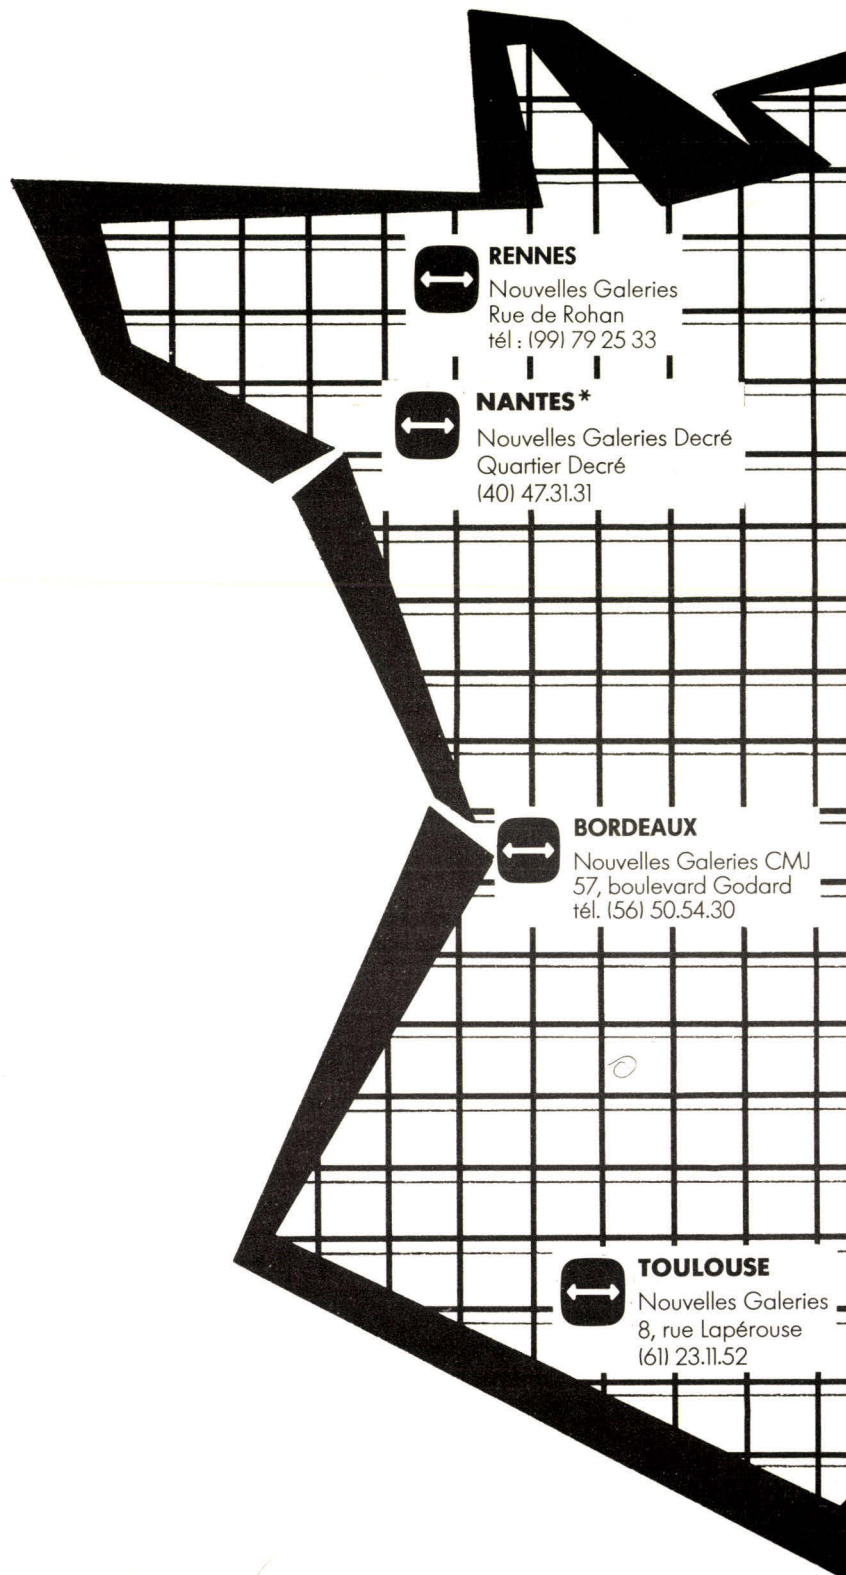 RENNES
Nouvelles Galeries
Rue de Rohan
tél : (99) 79 25 33
NANTES*
Nouvelles Galeries Decré
Quartier Decré
(40) 47.31.31
BORDEAUX
Nouvelles Galeries CMJ
57, boulevard Godard
tél. (56) 50.54.30
TOULOUSE
Nouvelles Galeries
8, rue Lapérouse
(61) 23.11.52